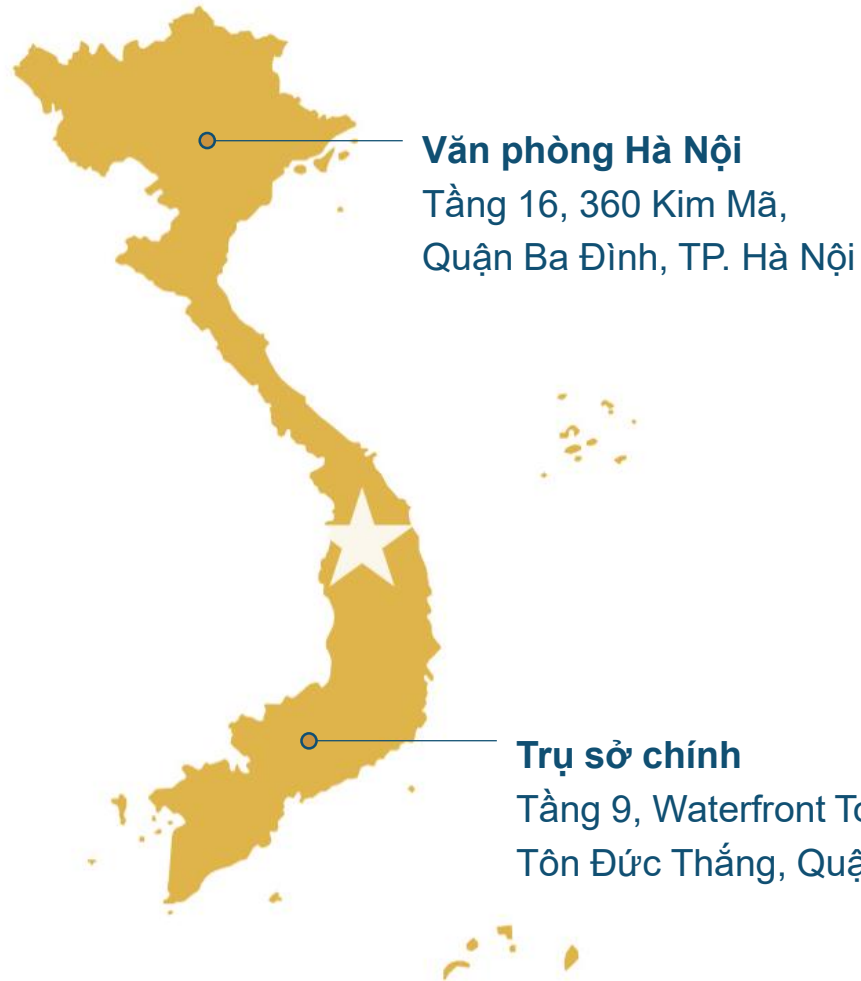 Văn phòng Hà Nội
Tầng 16, 360 Kim Mã,
Quận Ba Đình, TP. Hà Nội
Trụ sở chính
Tầng 9, Waterfront
Tôn Đức Thắng,